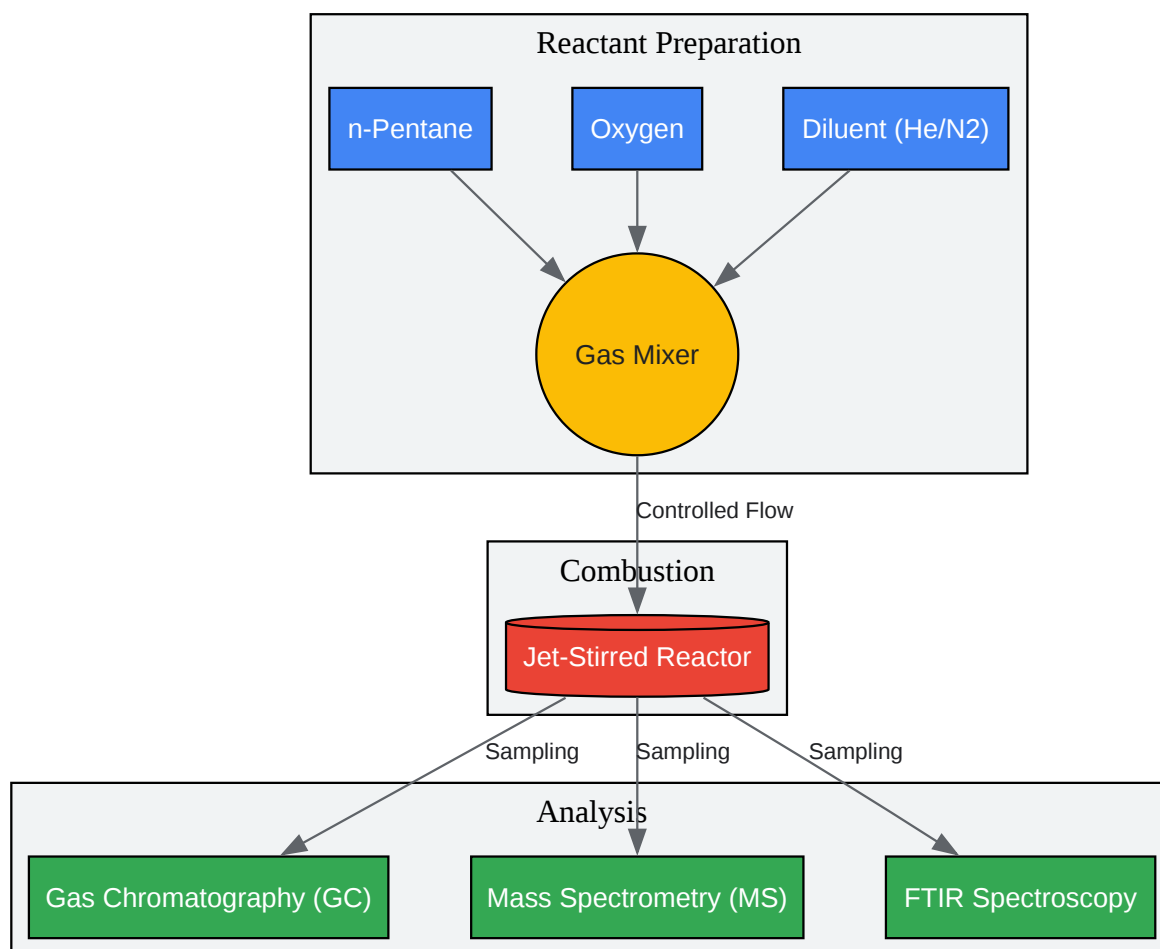 Reactant Preparation
n-Pentane
Oxygen
Diluent (He/N2)
Gas Mixer
Controlled Flow
Combustion
Jet-Stirred Reactor
Sampling
Sampling
Sampling
Analysis
Gas Chromatography (GC)
Mass Spectrometry (MS)
FTIR Spectroscopy